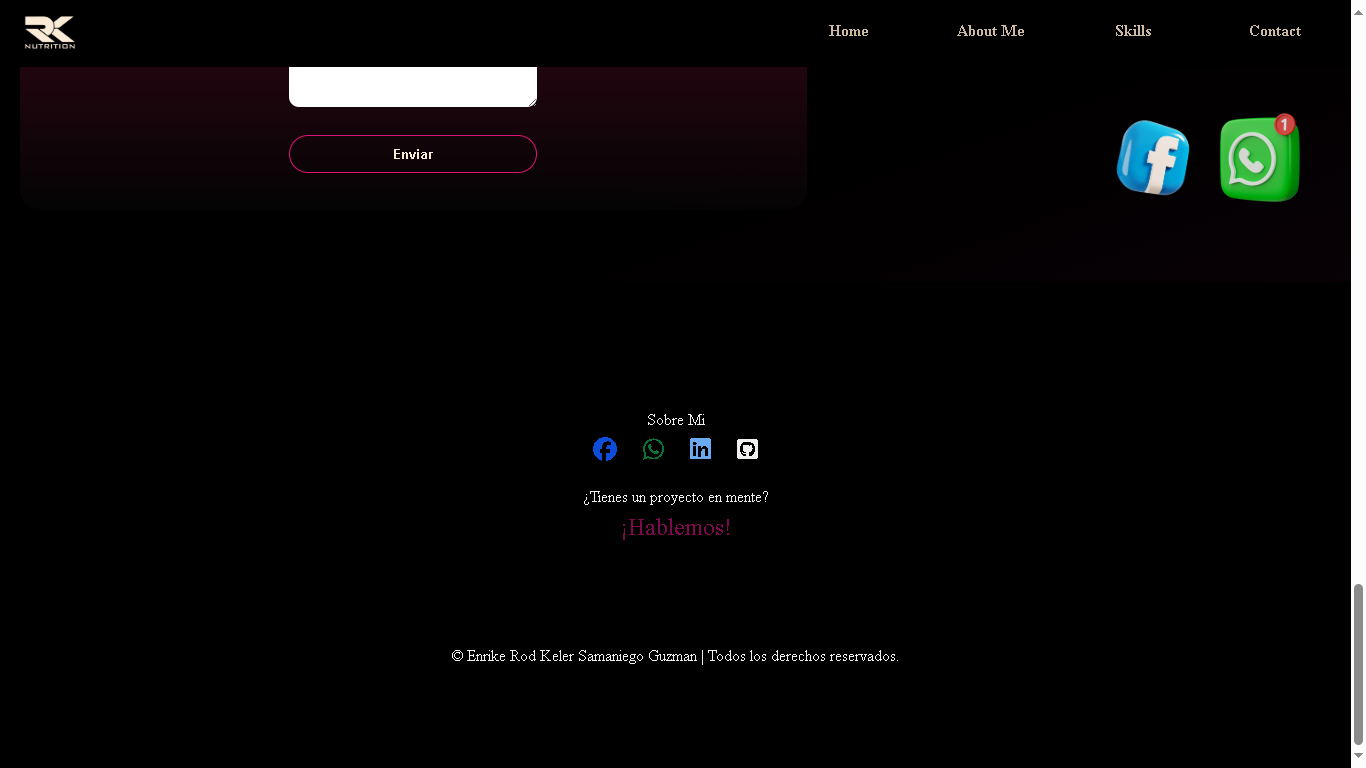 RK
NUTRITION
Home About Me Skills Contact
Enviar
1
Sobre Mi
¿Tienes un proyecto en mente?
¡Hablemos!
© Enrike Rod Keler Samaniego Guzman | Todos los derechos reservados.